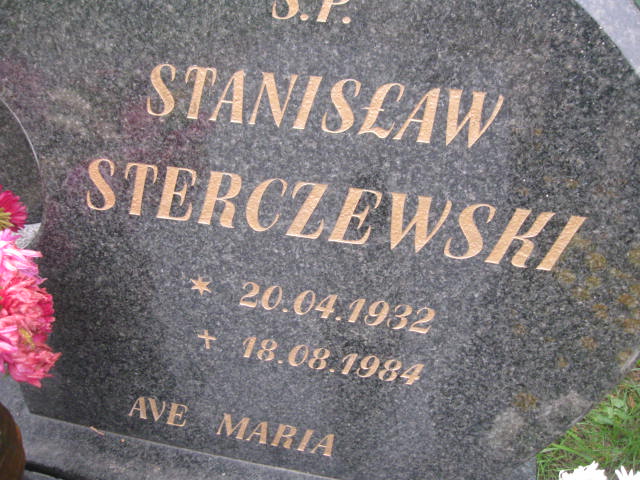 Ś.P.
STANISŁAW
STERCZEWSKI
* 20.04.1932
+ 18.08.1984
AVE MARIA